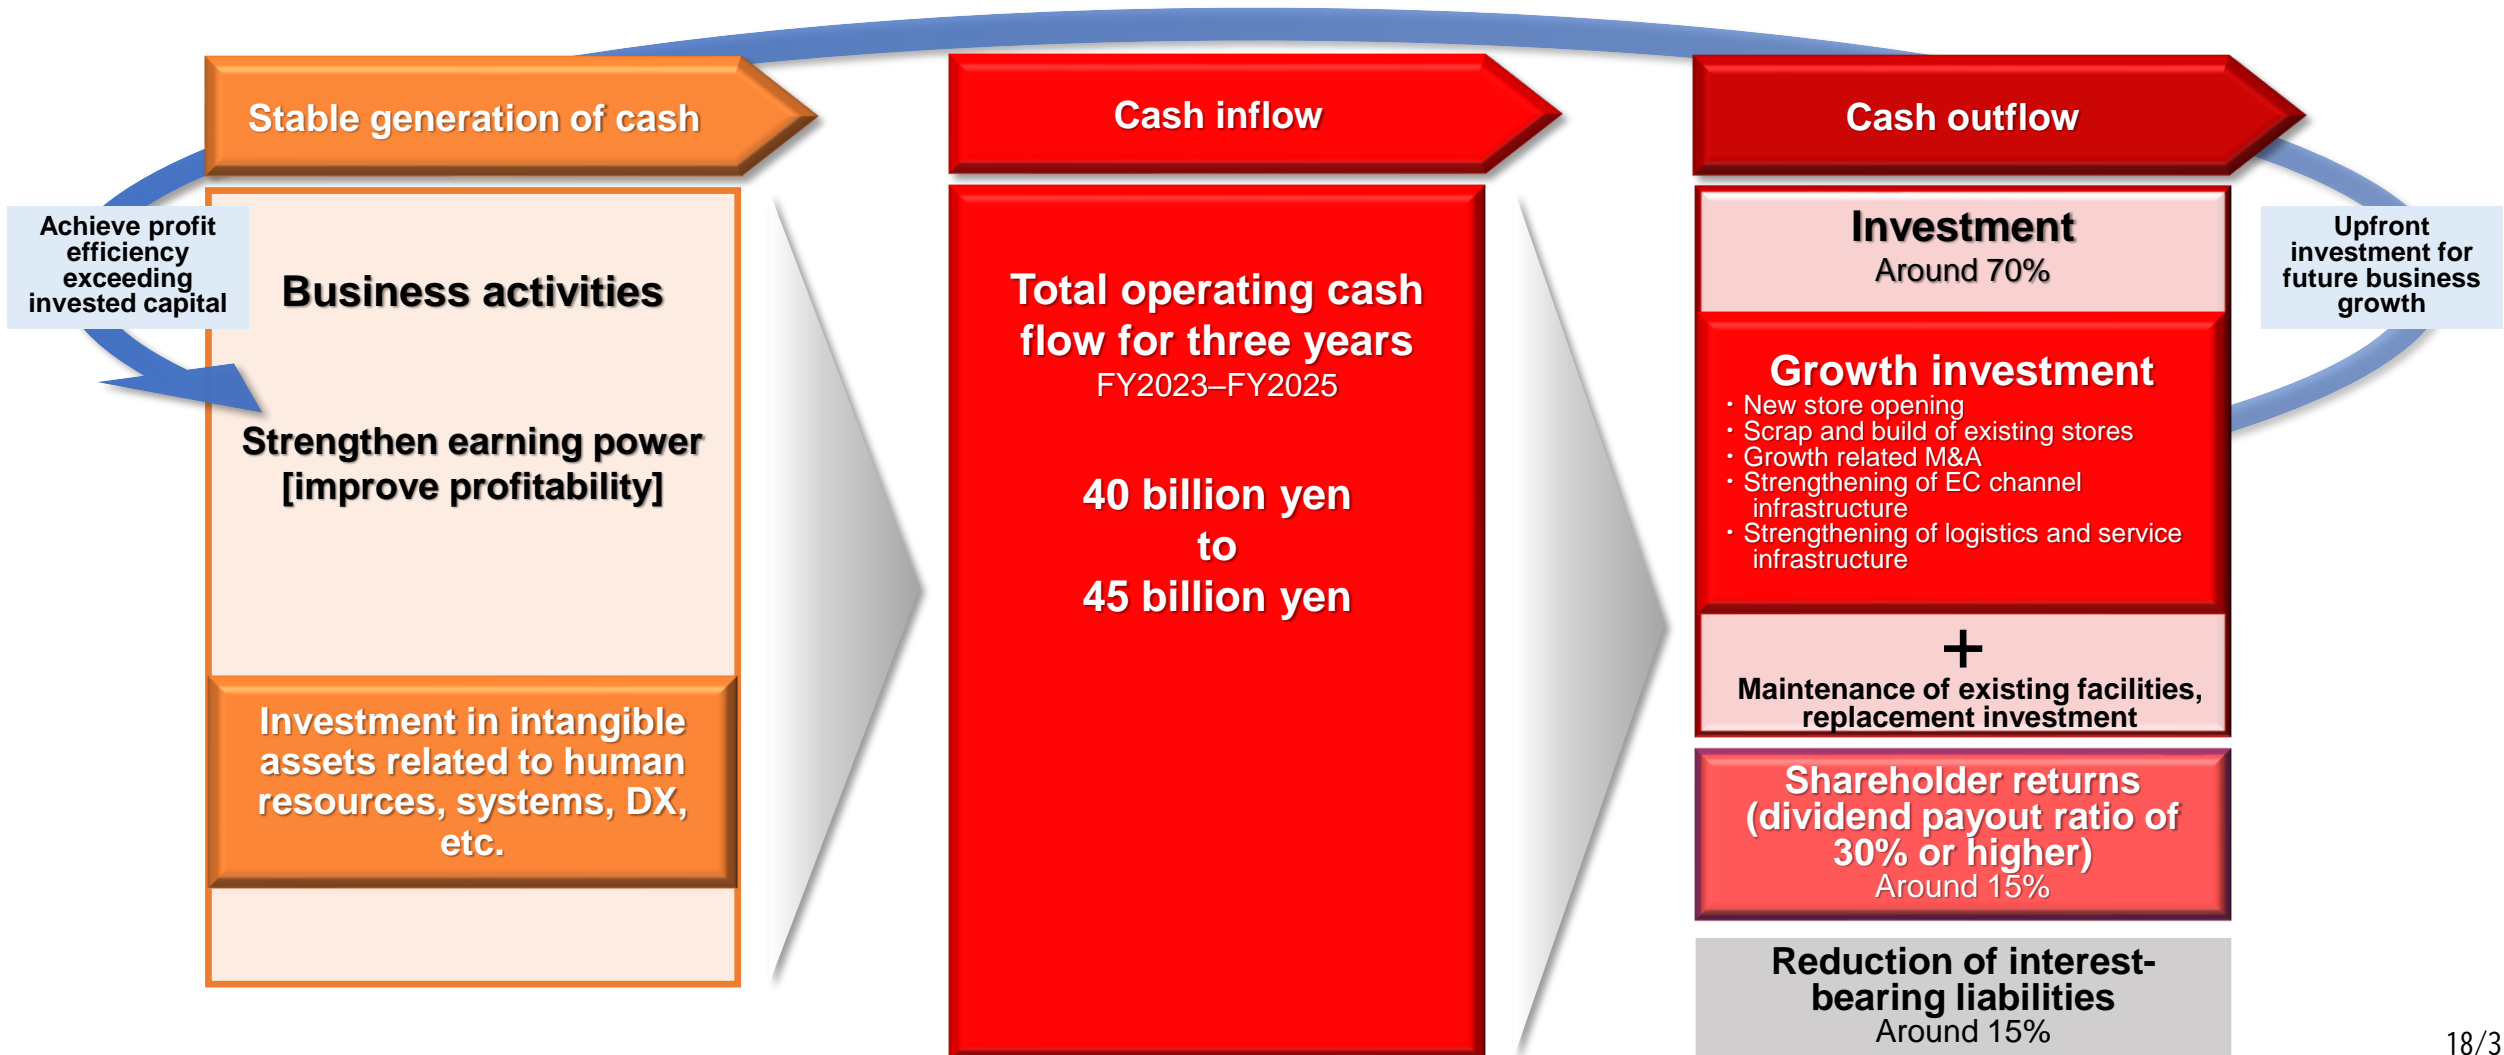 Stable generation of cash
Cash inflow
Cash outflow
Achieve profit
efficiency
exceeding
invested capital
Business activities
Strengthen earning power
[improve profitability]
Investment in intangible
assets related to human
resources, systems, DX,
etc.
Total operating cash
flow for three years
FY2023–FY2025
40 billion yen
to
45 billion yen
Investment
Around 70%
Growth investment
・New store opening
・Scrap and build of existing stores
・Growth related M&A
・Strengthening of EC channel
infrastructure
・Strengthening of logistics and service
infrastructure
+
Maintenance of existing facilities,
replacement investment
Shareholder returns
(dividend payout ratio of
30% or higher)
Around 15%
Reduction of interest-
bearing liabilities
Around 15%
Upfront
investment for
future business
growth
18/3